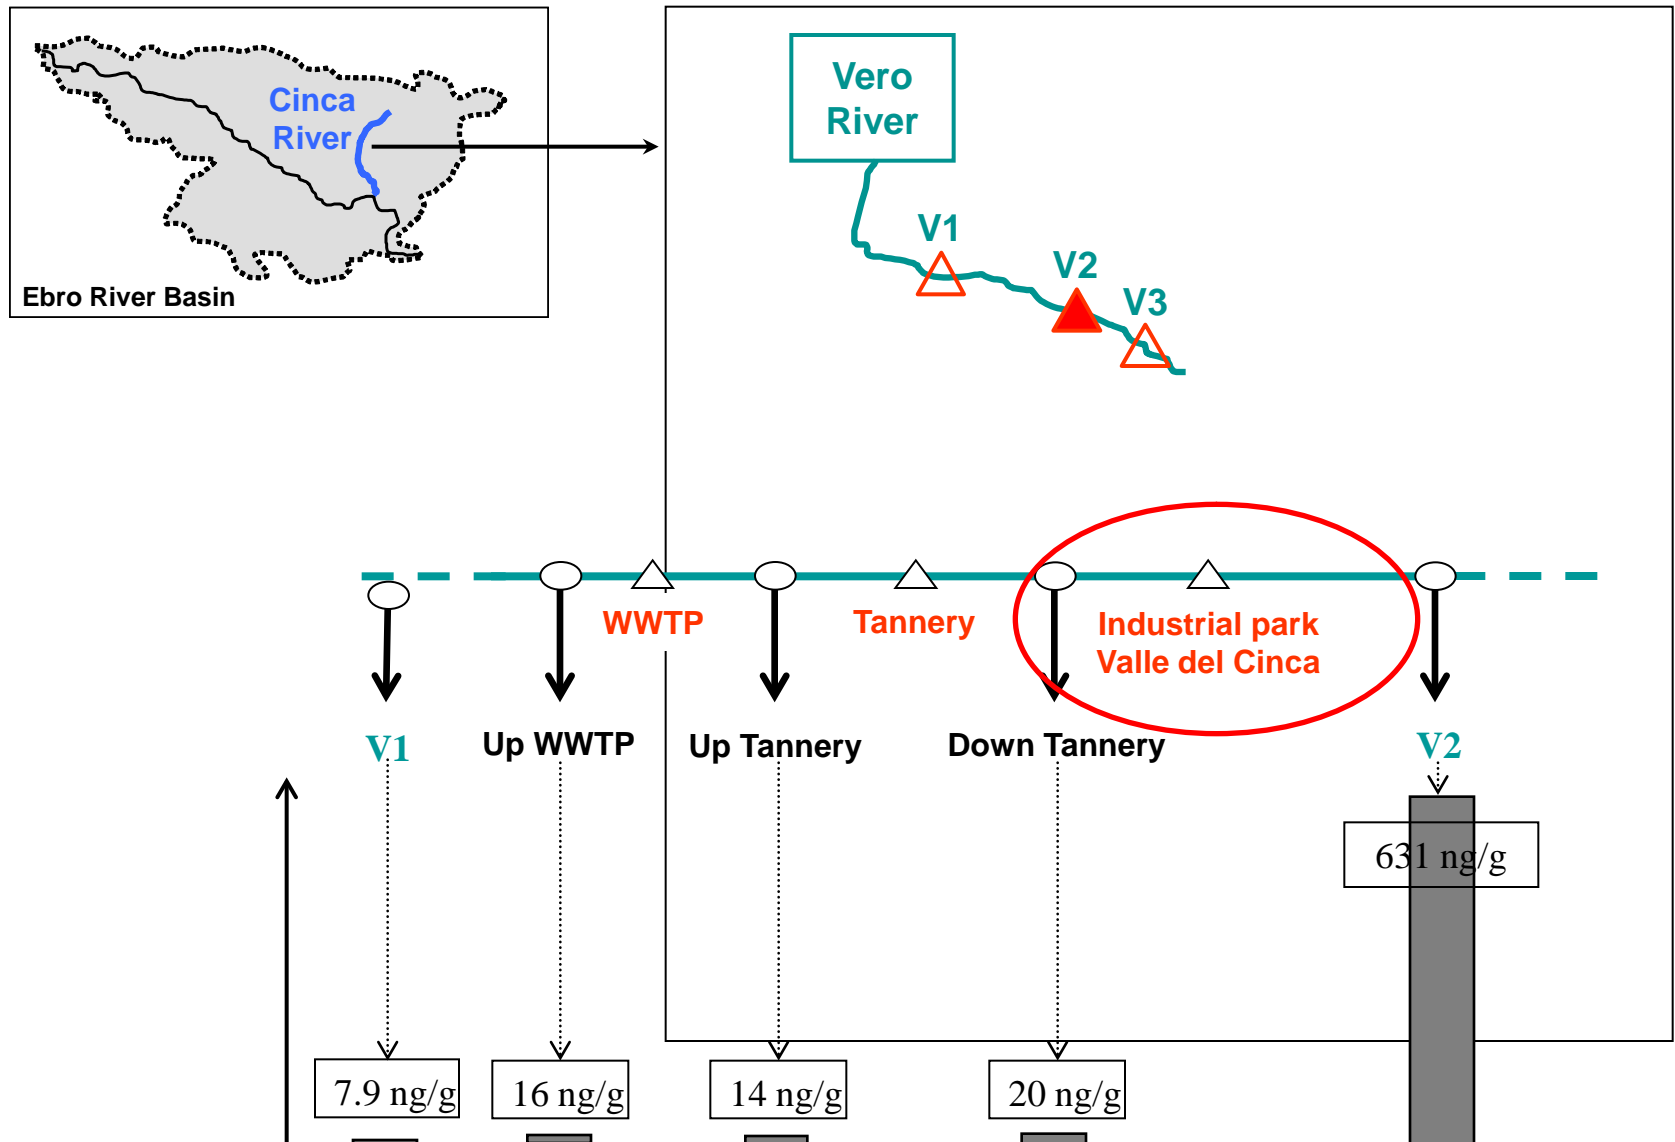 Cinca
River
Ebro River Basin
Vero
River
V1
V2
V3
WWTP
Tannery
Industrial park
Valle del Cinca
V1
Up WWTP
Up Tannery
Down Tannery
V2
631 ng/g
7.9 ng/g
16 ng/g
14 ng/g
20 ng/g